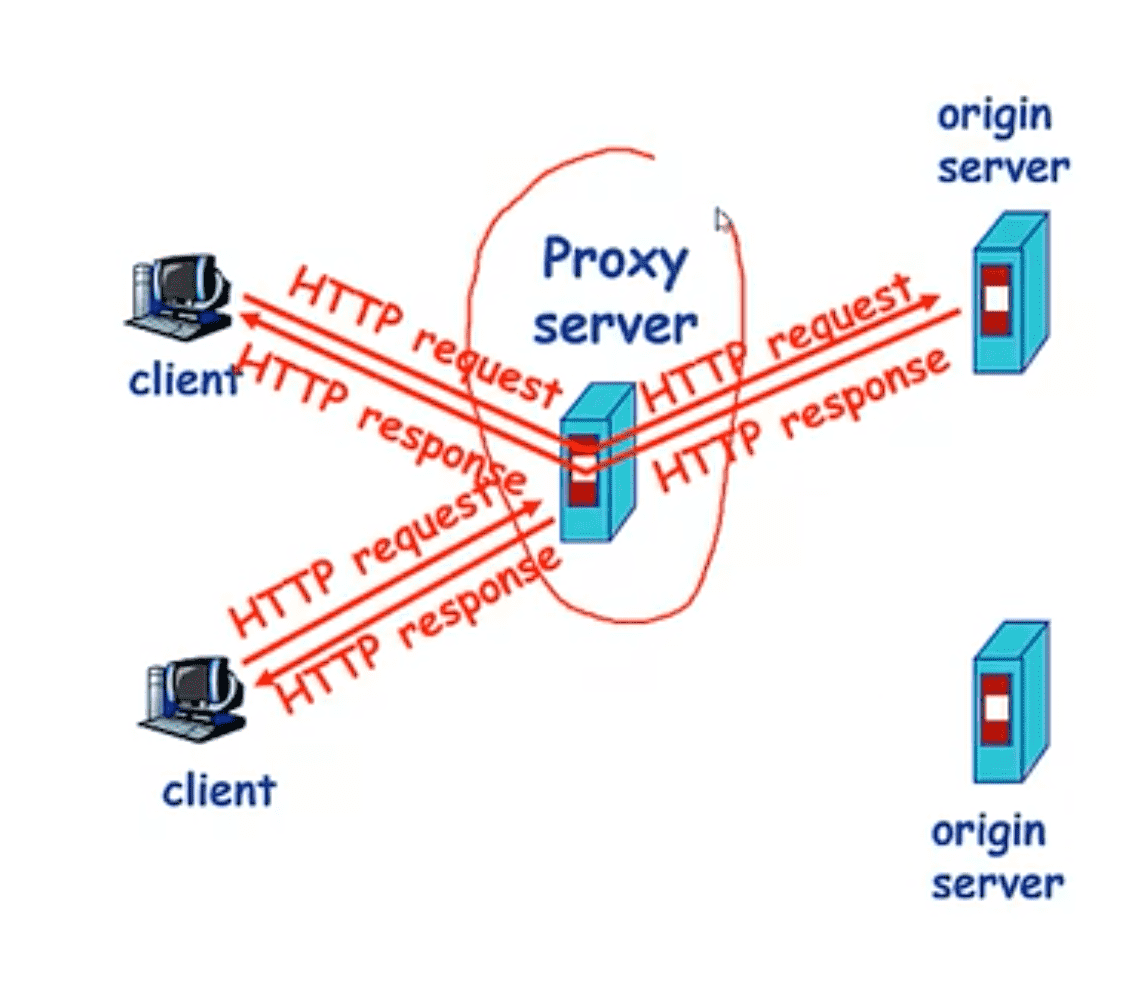 origin
server
Proxy
server
HTTP request
HTTP response
client
HTTP request
HTTP response
HTTP request
HTTP response
client
origin
server